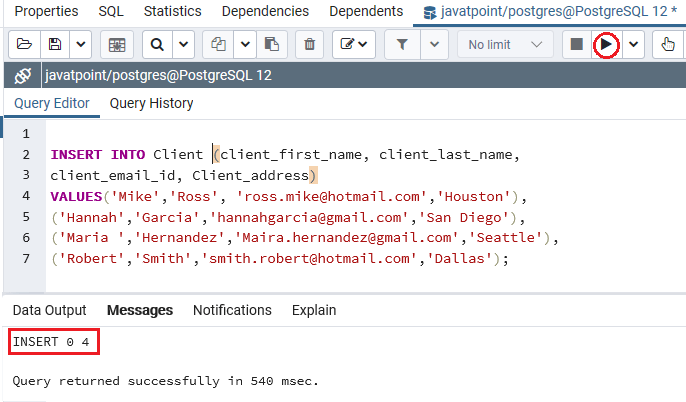 Properties SQL Statistics Dependencies Dependents javatpoint/postgres@PostgreSQL 12 *
No limit
javatpoint/postgres@PostgreSQL 12
Query Editor Query History
1
2 INSERT INTO Client (client_first_name, client_last_name,
3 client_email_id, Client_address)
4 VALUES('Mike','Ross', 'ross.mike@hotmail.com','Houston'),
5 ('Hannah','Garcia','hannahgarcia@gmail.com','San Diego'),
6 ('Maria ','Hernandez','Maira.hernandez@gmail.com','Seattle'),
7 ('Robert','Smith','smith.robert@hotmail.com','Dallas');
Data Output Messages Notifications Explain
INSERT 0 4
Query returned successfully in 540 msec.